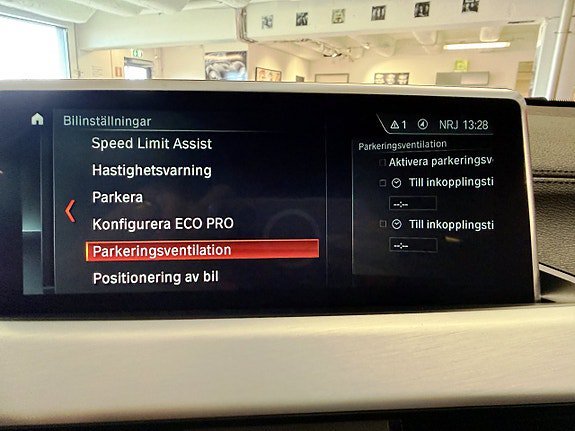 Bilinställningar
1 NRJ 13:28
Speed Limit Assist
Hastighetsvarning
Parkera
Konfigurera ECO PRO
Parkeringsventilation
Positionering av bil
Parkeringsventilation
Aktivera parkeringsv
Till inkopplingsti
--:--
Till inkopplingsti
--:--